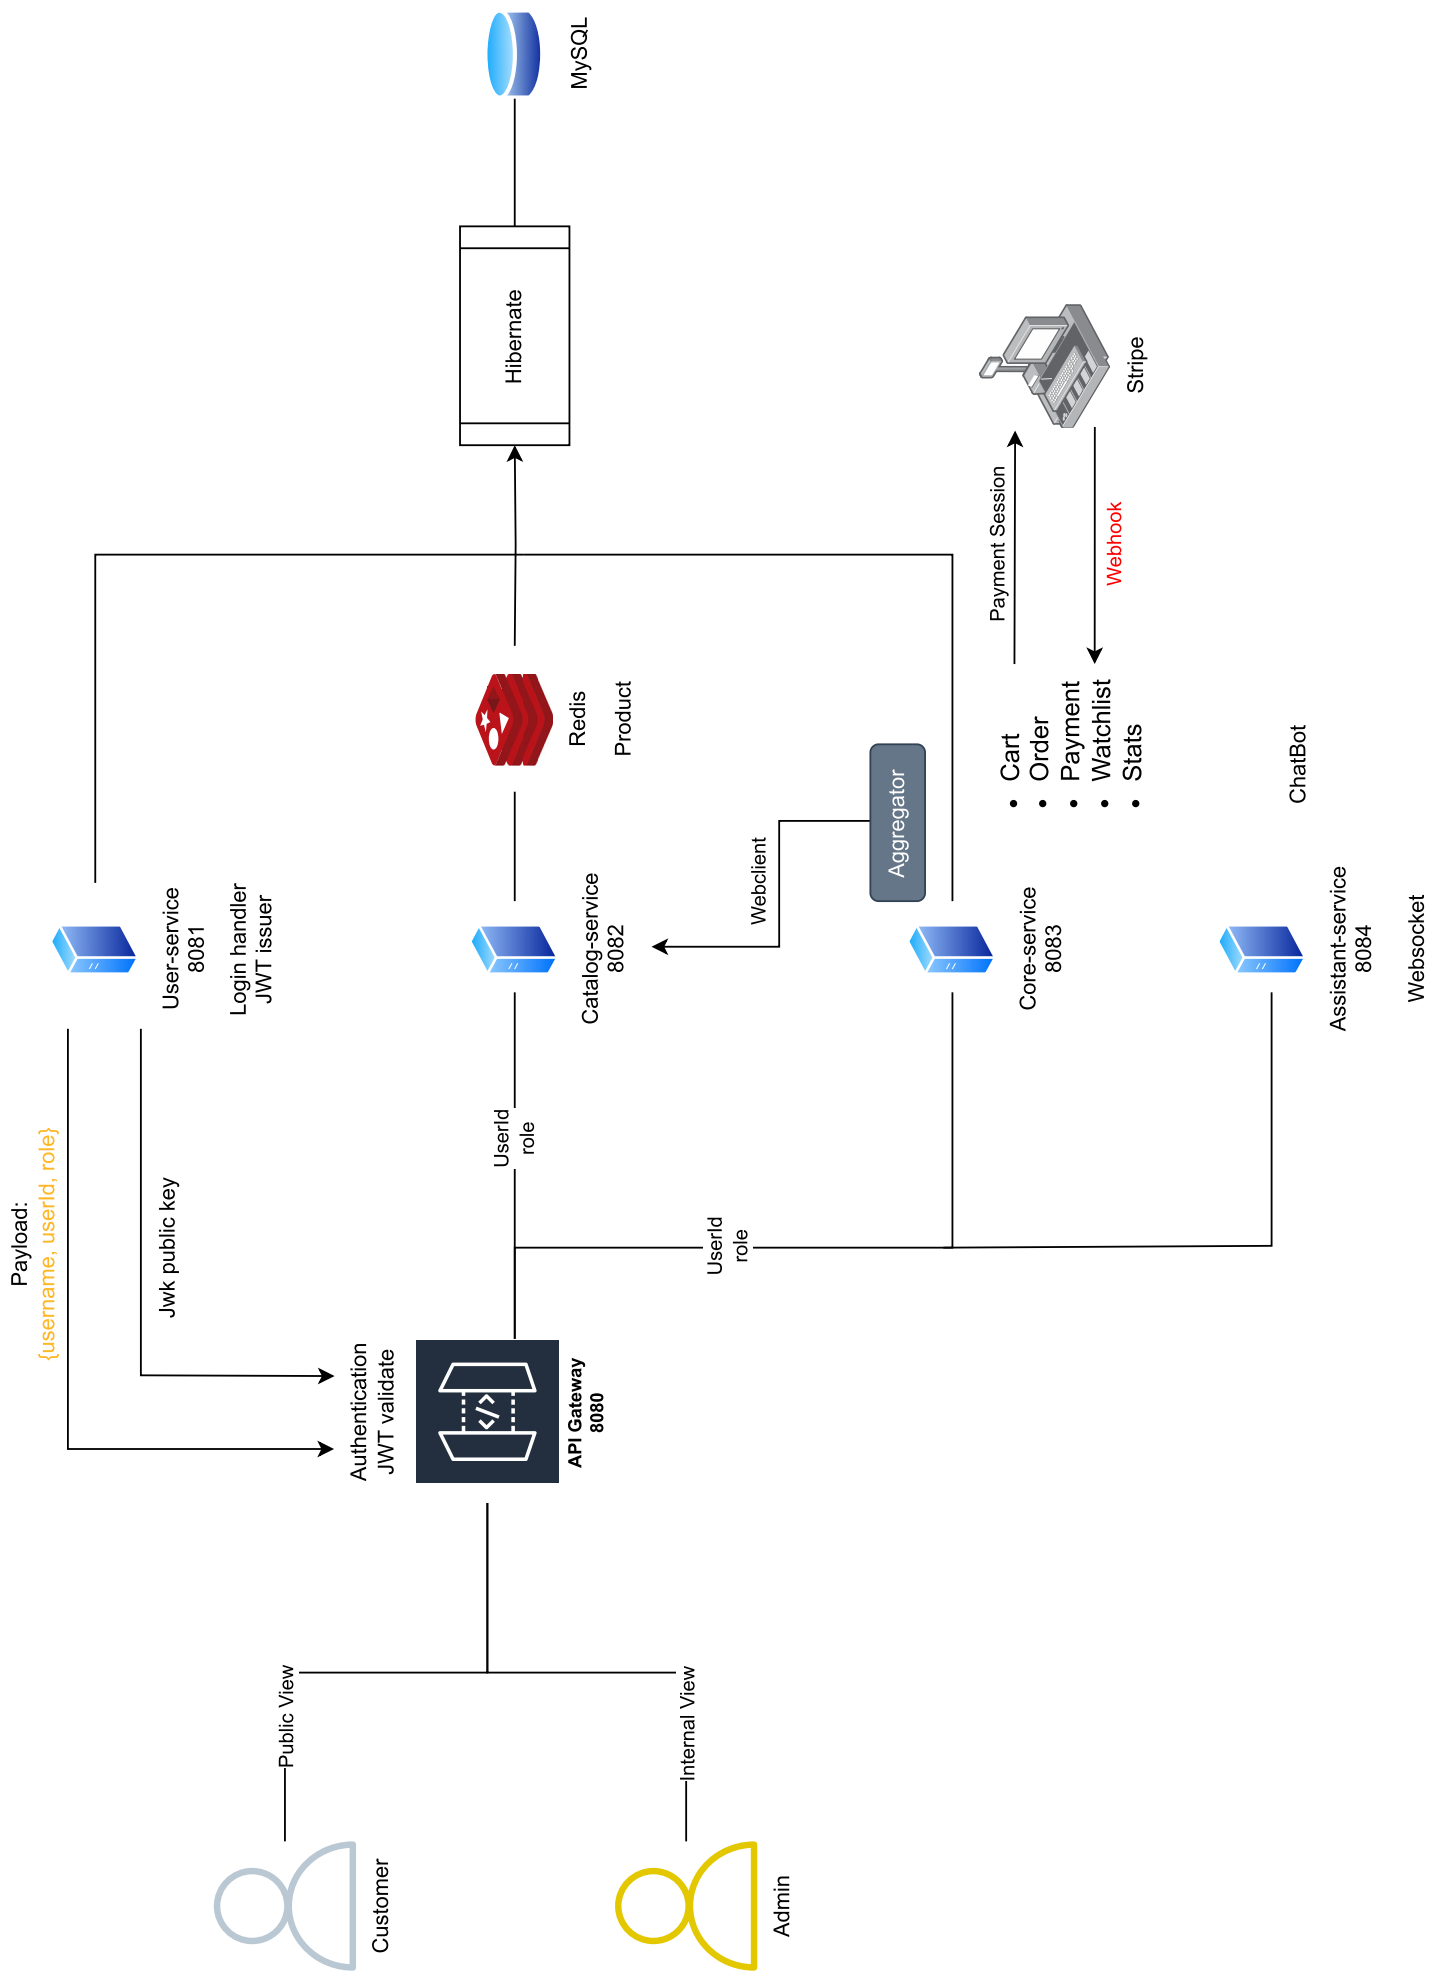 Payload:
{username, userId, role}
Jwk public key
User-service
8081
Login handler
JWT issuer
Customer
Public View
Authentication
JWT validate
API Gateway
8080
UserId
role
Catalog-service
8082
Redis
Product
Hibernate
MySQL
Admin
Internal View
UserId
role
Webclient
Aggregator
Core-service
8083
• Cart
• Order
• Payment
• Watchlist
• Stats
Payment Session
Webhook
Stripe
Assistant-service
8084
Websocket
ChatBot